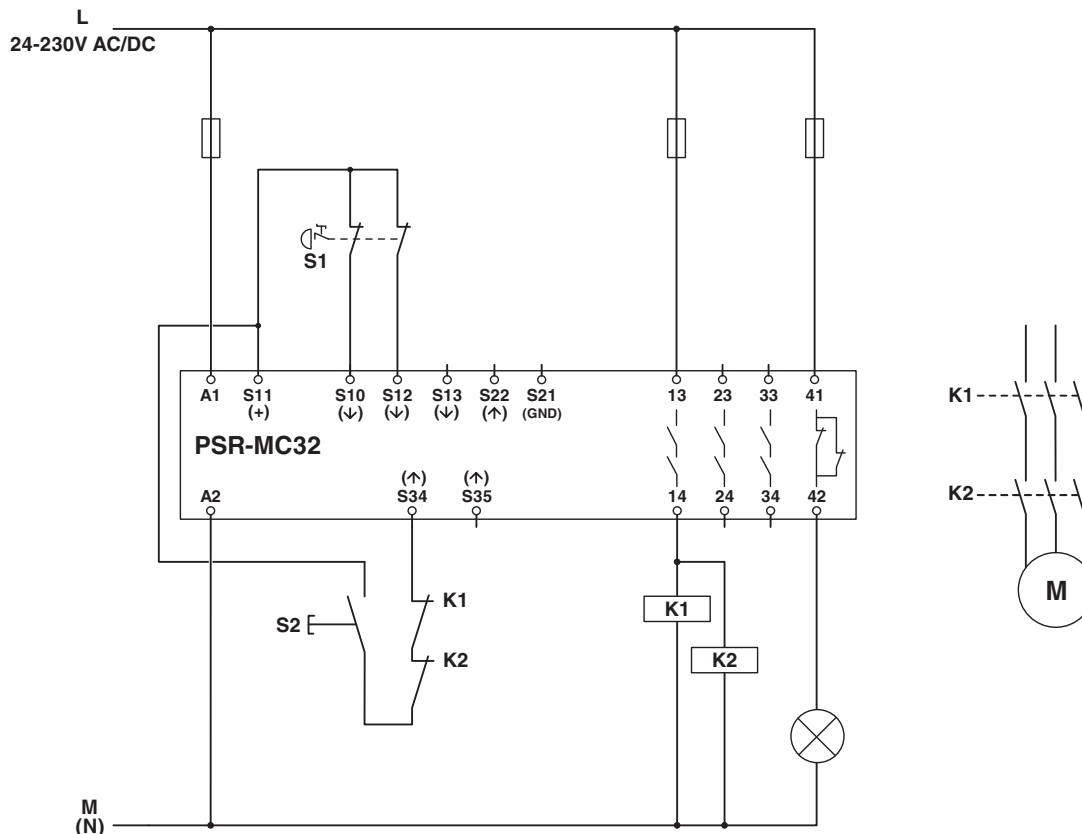 L
24-230V AC/DC
S1
A1 S11 S10 S12 S13 S22 S21 13 23 33 41
(+) (↓) (↓) (↓) (↑) (GND)
PSR-MC32
(↑) (↑)
A2 S34 S35 14 24 34 42
K1
K2
M
S2
K1
K2
K1
K2
M
(N)